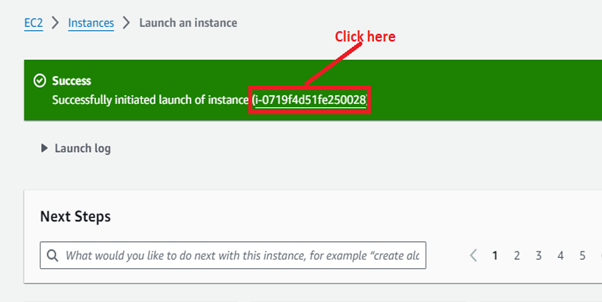 EC2 > Instances > Launch an instance
Click here
Success
Successfully initiated launch of instance (i-0719f4d51fe250028)
Launch log
Next Steps
What would you like to do next with this instance, for example "create alc
1 2 3 4 5